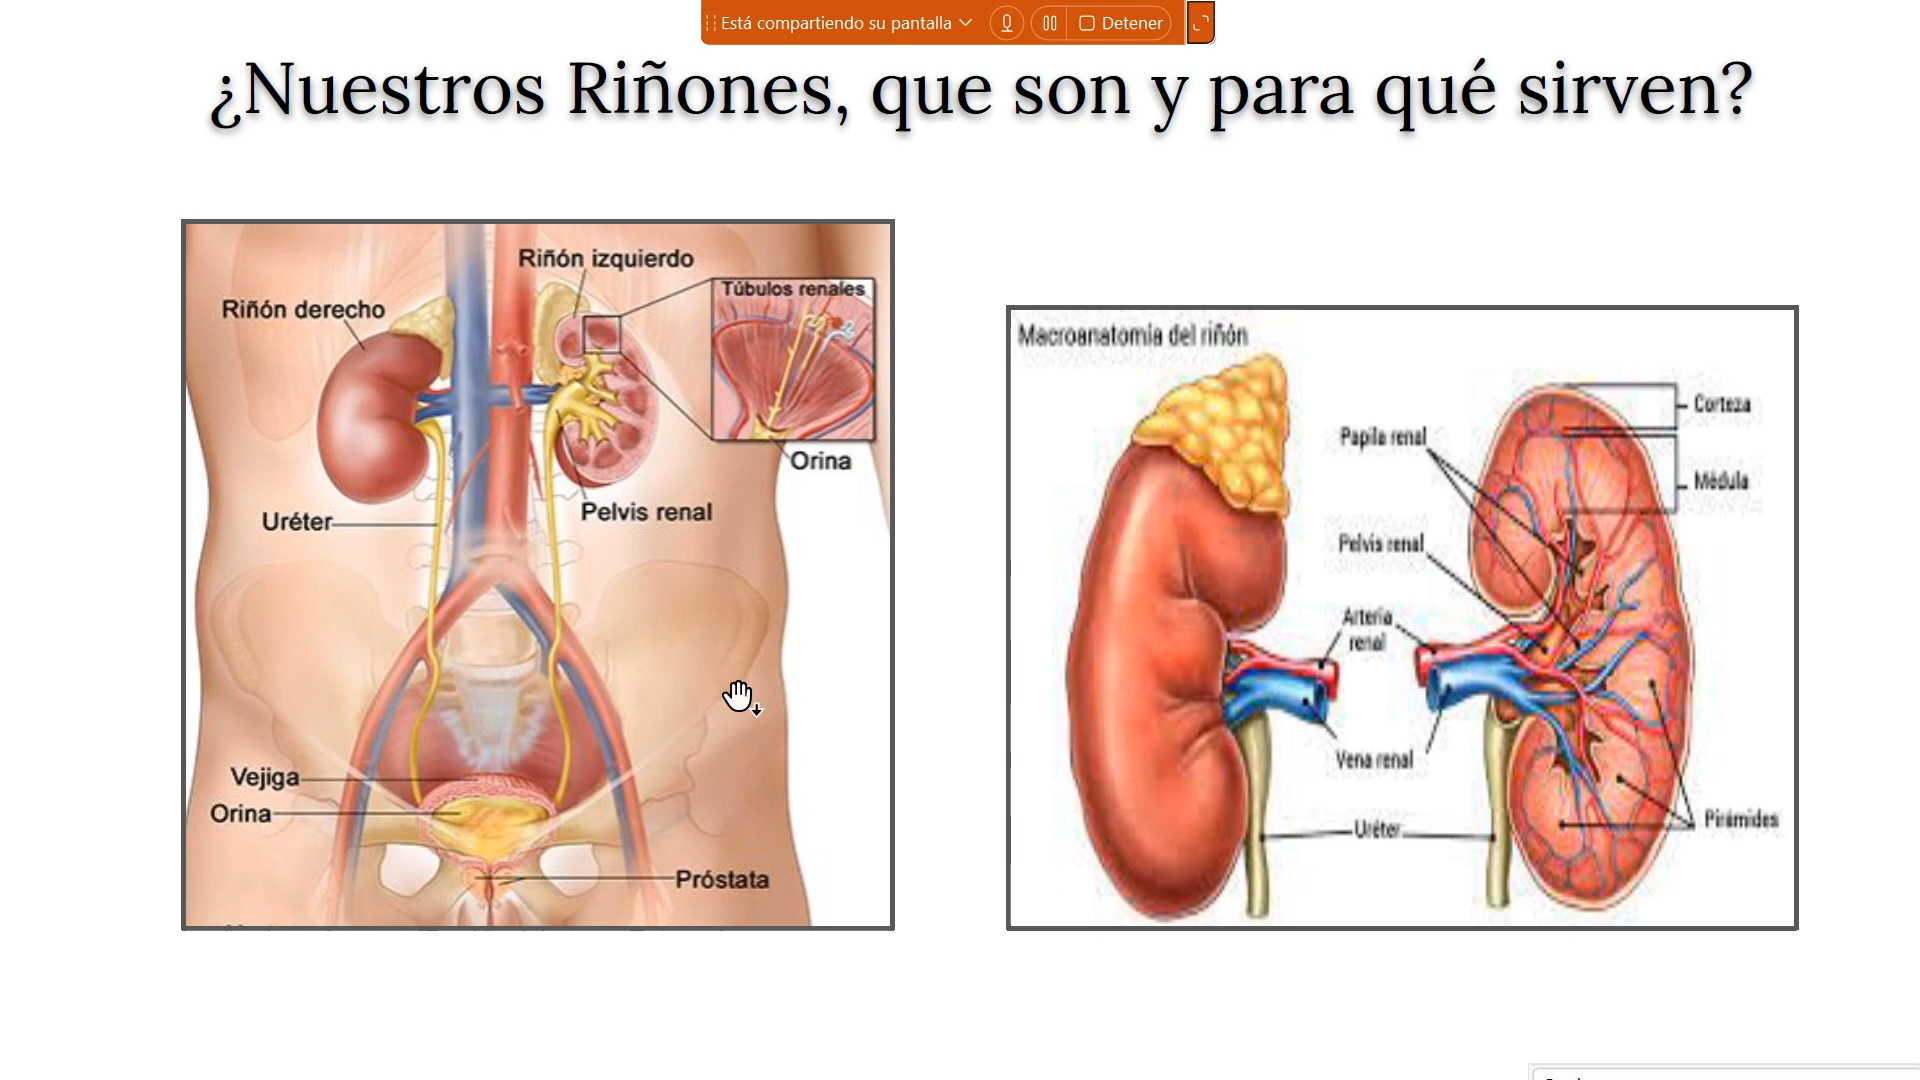 Está compartiendo su pantalla
Detener
¿Nuestros Riñones, que son y para qué sirven?
Riñón izquierdo
Túbulos renales
Riñón derecho
Orina
Pelvis renal
Uréter
Vejiga
Orina
Próstata
Macroanatomia del riñón
Corteza
Papila renal
Médula
Pelvis renal
Arteria
renal
Vena renal
Uréter
Pirámides